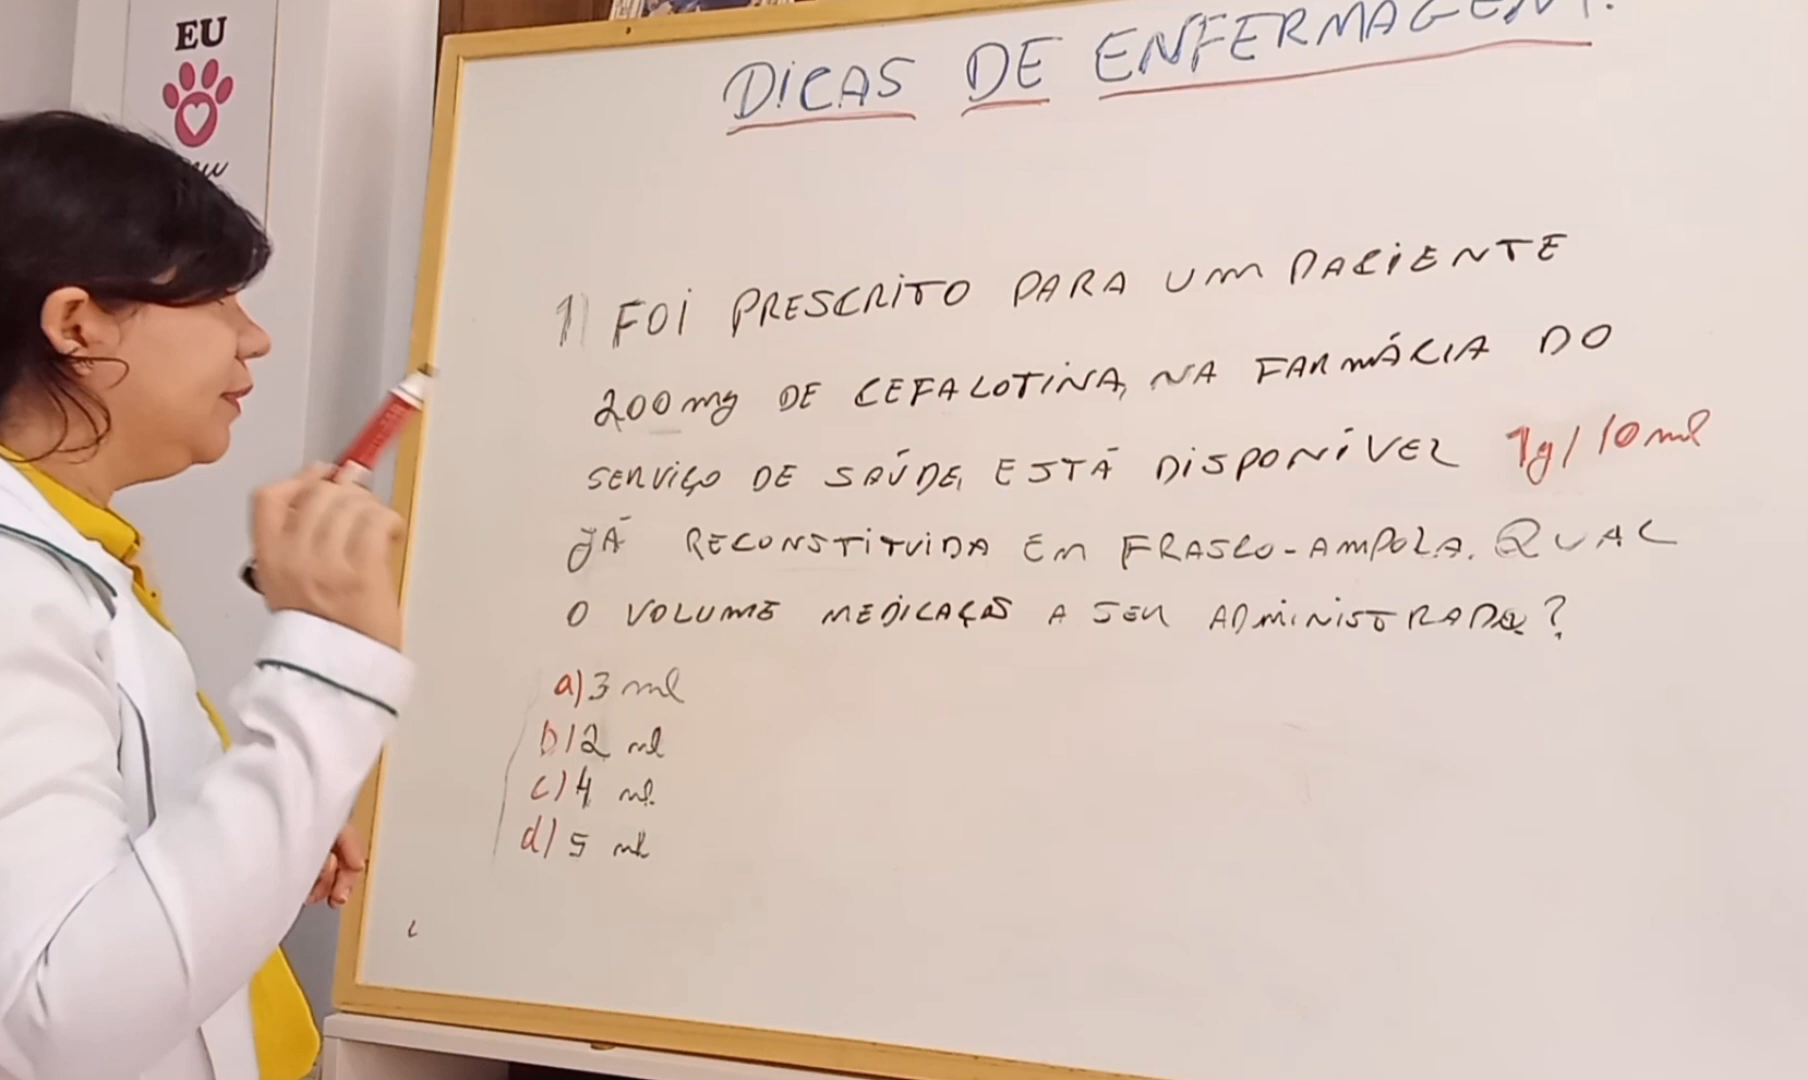 EU
DICAS DE ENFERMAGEM.
1) FOI PRESCRITO PARA UM PACIENTE
200mg DE CEFALOTINA, NA FARMÁCIA DO
SERVIÇO DE SAÚDE, ESTÁ DISPONÍVEL 1g/10ml
JÁ RECONSTITUIDA EM FRASCO-AMPOLA. QUAL
O VOLUME MEDICAÇÃO A SER ADMINISTRADA?
a) 3 ml
b) 2 ml
c) 4 ml
d) 5 ml